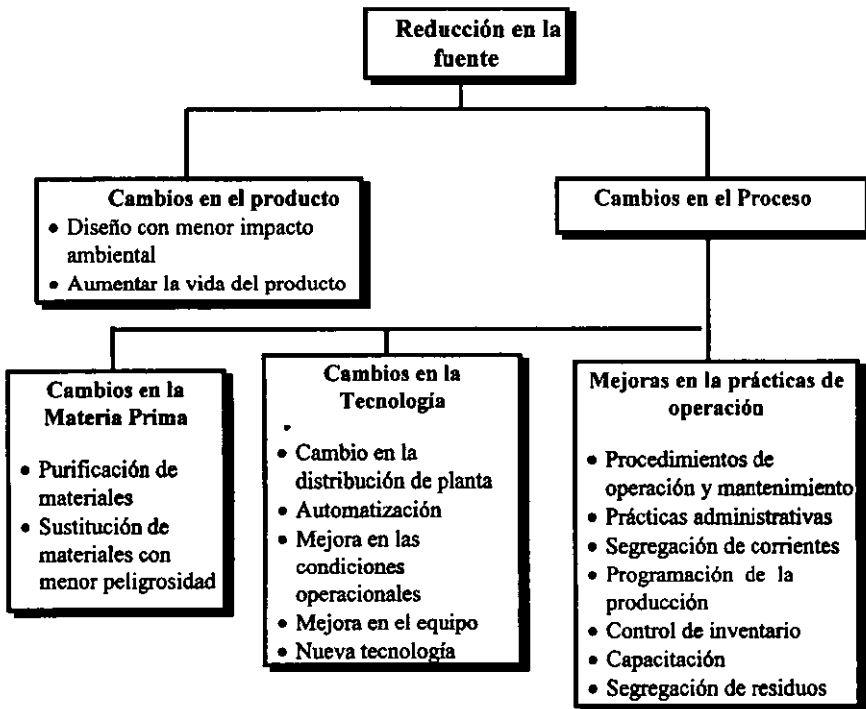 Reducción en la
fuente
Cambios en el producto
• Diseño con menor impacto
ambiental
• Aumentar la vida del producto
Cambios en el Proceso
Cambios en la
Materia Prima
• Purificación de
materiales
• Sustitución de
materiales con
menor peligrosidad
Cambios en la
Tecnología
•
• Cambio en la
distribución de planta
• Automatización
• Mejora en las
condiciones
operacionales
• Mejora en el equipo
• Nueva tecnología
Mejoras en la prácticas de
operación
• Procedimientos de
operación y mantenimiento
• Prácticas administrativas
• Segregación de corrientes
• Programación de la
producción
• Control de inventario
• Capacitación
• Segregación de residuos